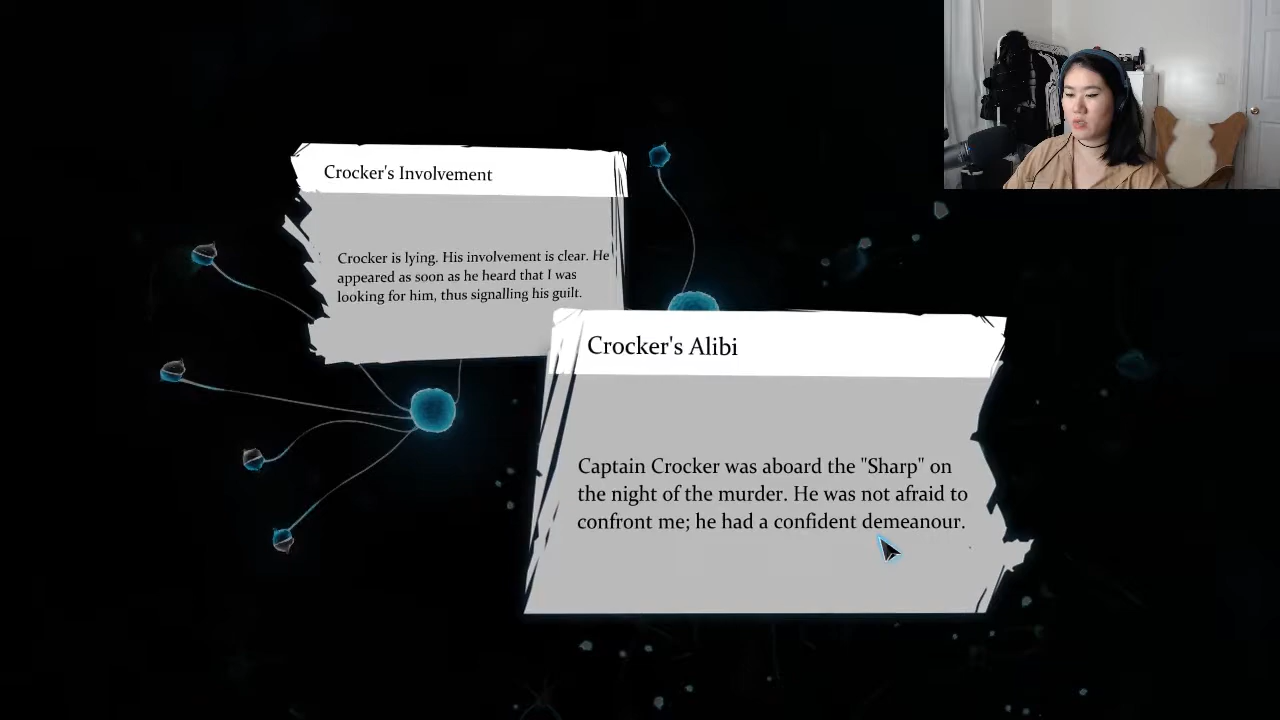 Crocker's Involvement
Crocker is lying. His involvement is clear. He
appeared as soon as he heard that I was
looking for him, thus signalling his guilt.
Crocker's Alibi
Captain Crocker was aboard the "Sharp" on
the night of the murder. He was not afraid to
confront me; he had a confident demeanour.